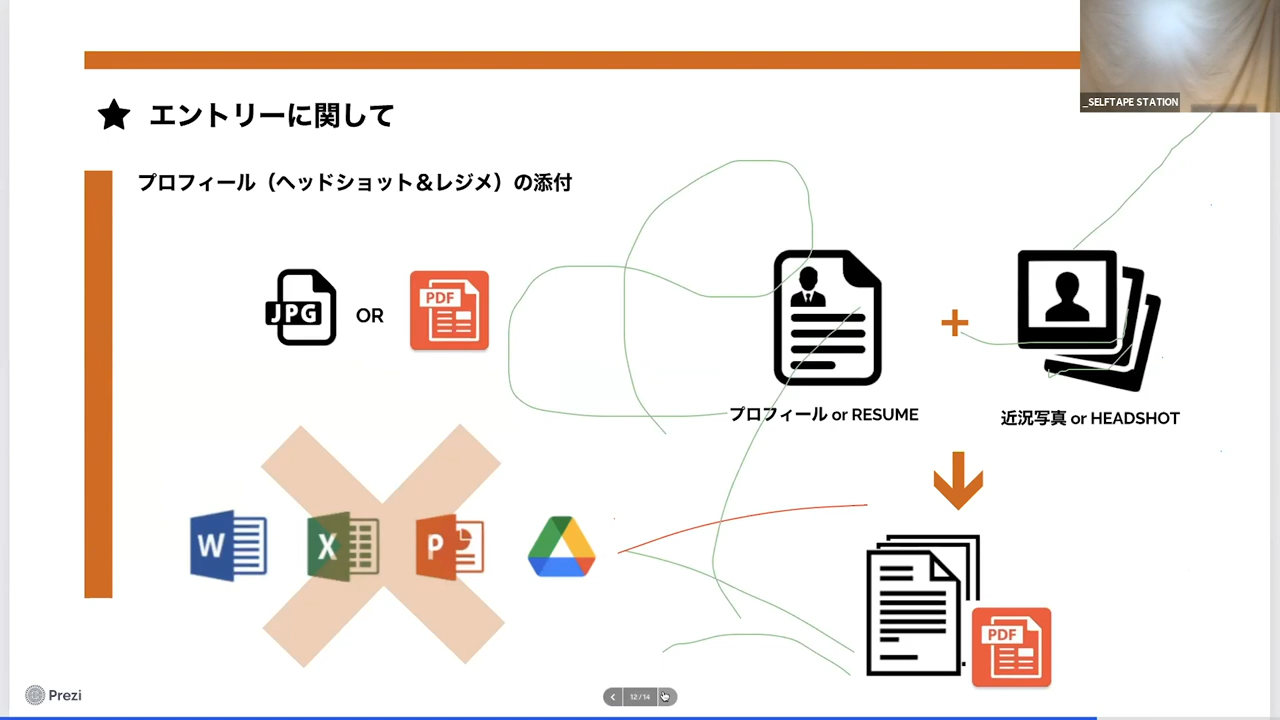 _SELFTAPE STATION
エントリーに関して
プロフィール（ヘッドショット＆レジメ）の添付
JPG
OR
PDF
プロフィール or RESUME
+
近況写真 or HEADSHOT
W
X
P
PDF
Prezi
12 / 14